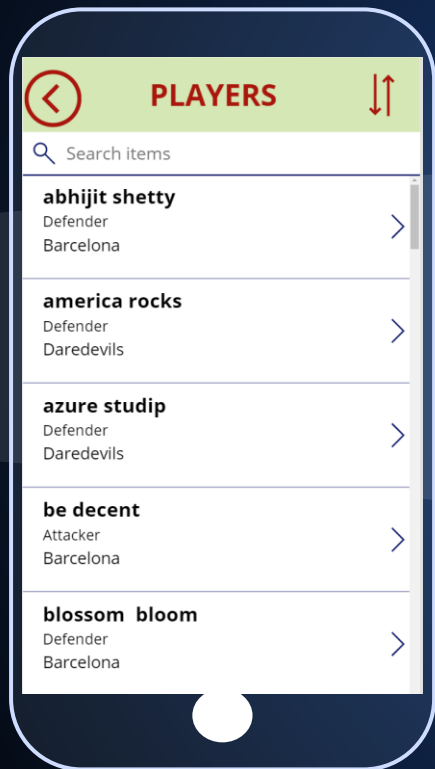 PLAYERS
Search items
abhijit shetty
Defender
Barcelona
america rocks
Defender
Daredevils
azure studip
Defender
Daredevils
be decent
Attacker
Barcelona
blossom  bloom
Defender
Barcelona